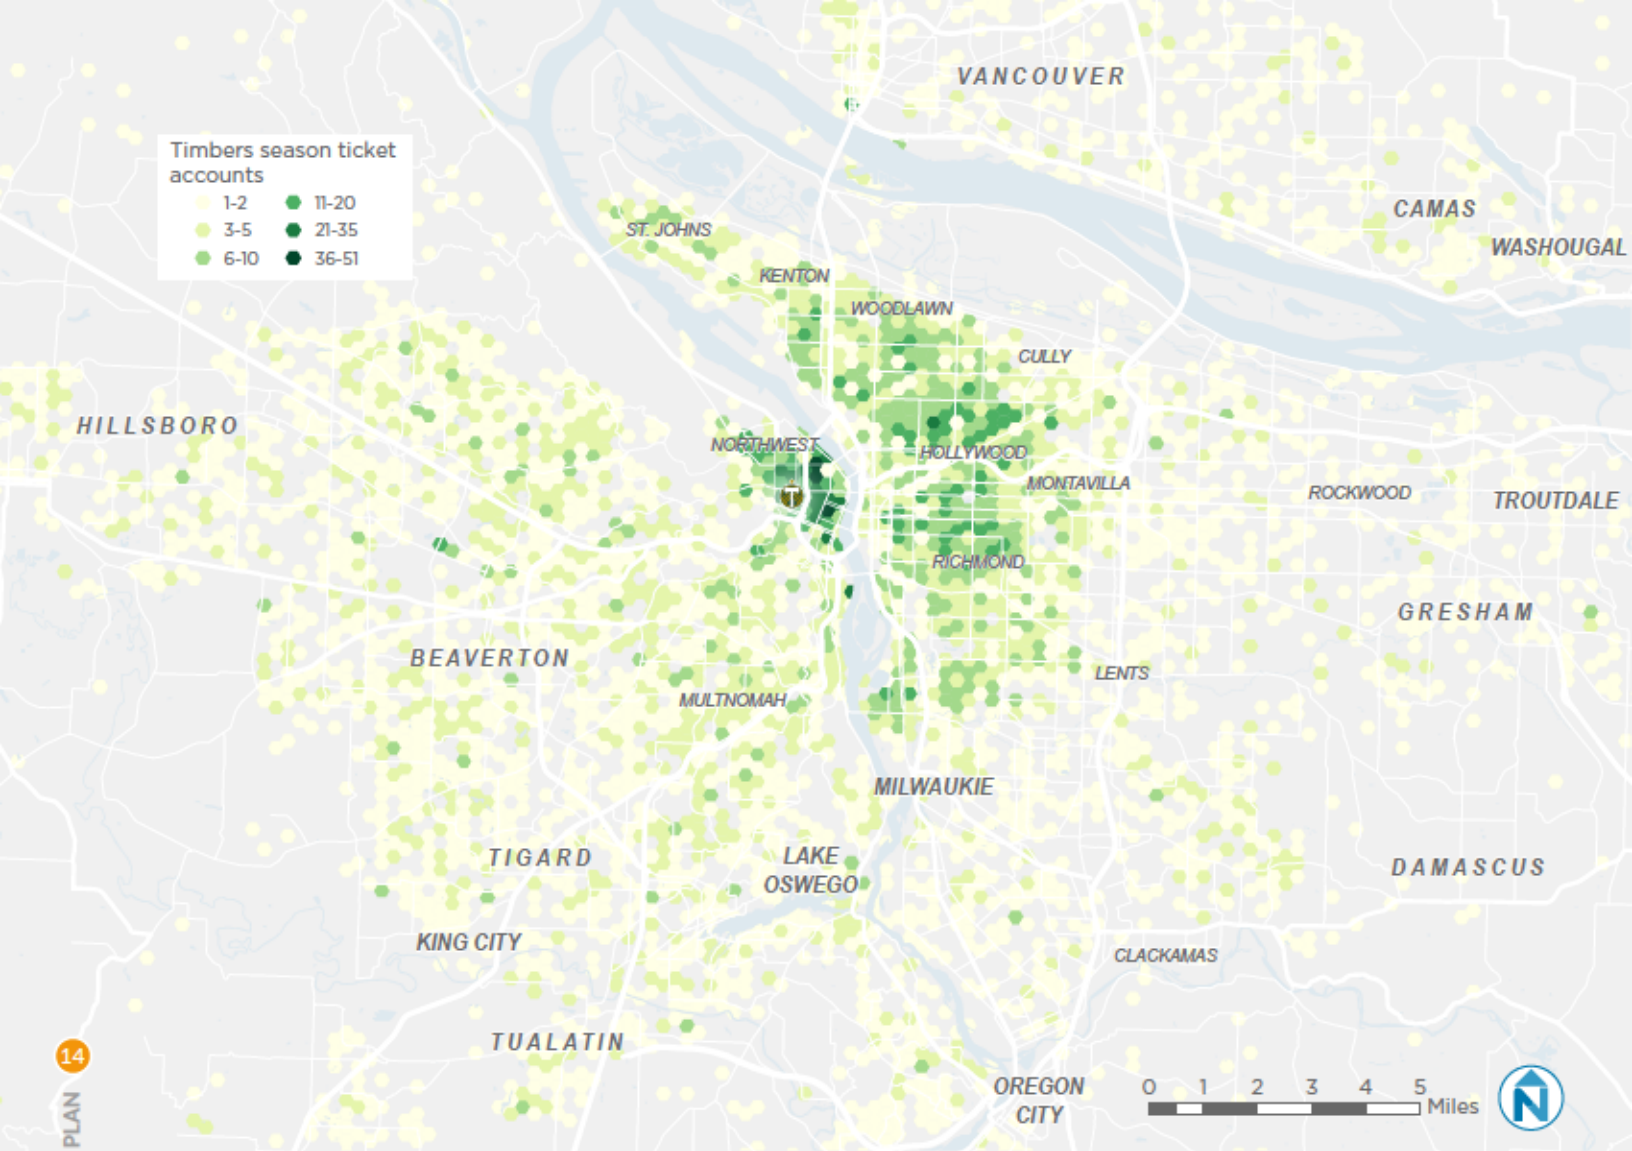 VANCOUVER
Timbers season ticket
accounts
1-2
11-20
3-5
21-35
6-10
36-51
CAMAS
ST. JOHNS
WASHOUGAL
KENTON
WOODLAWN
CULLY
HILLSBORO
NORTHWEST
HOLLYWOOD
MONTAVILLA
ROCKWOOD
TROUTDALE
T
RICHMOND
GRESHAM
BEAVERTON
LENTS
MULTNOMAH
MILWAUKIE
TIGARD
LAKE
OSWEGO
DAMASCUS
KING CITY
CLACKAMAS
TUALATIN
14
OREGON
CITY
0 1 2 3 4 5
Miles
N
PLAN